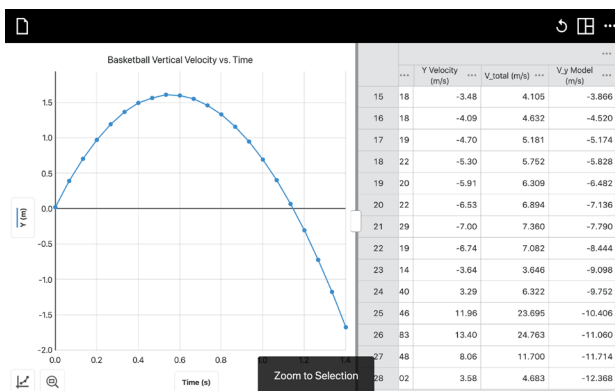 Basketball Vertical Velocity vs. Time
Y (m)
1.5
1.0
0.5
0.0
-0.5
-1.0
-1.5
-2.0
0.0 0.2 0.4 0.6 0.8 1.4
Time (s)
Zoom to Selection
Y Velocity (m/s) V_total (m/s) V_y Model (m/s)
15 18 -3.48 4.105 -3.866
16 18 -4.09 4.632 -4.520
17 19 -4.70 5.181 -5.174
18 22 -5.30 5.752 -5.828
19 20 -5.91 6.309 -6.482
20 22 -6.53 6.894 -7.136
21 29 -7.00 7.360 -7.790
22 19 -6.74 7.082 -8.444
23 14 -3.64 3.646 -9.098
24 40 3.29 6.322 -9.752
25 46 11.96 23.695 -10.406
26 83 13.40 24.763 -11.060
27 48 8.06 11.700 -11.714
28 02 3.58 4.683 -12.368